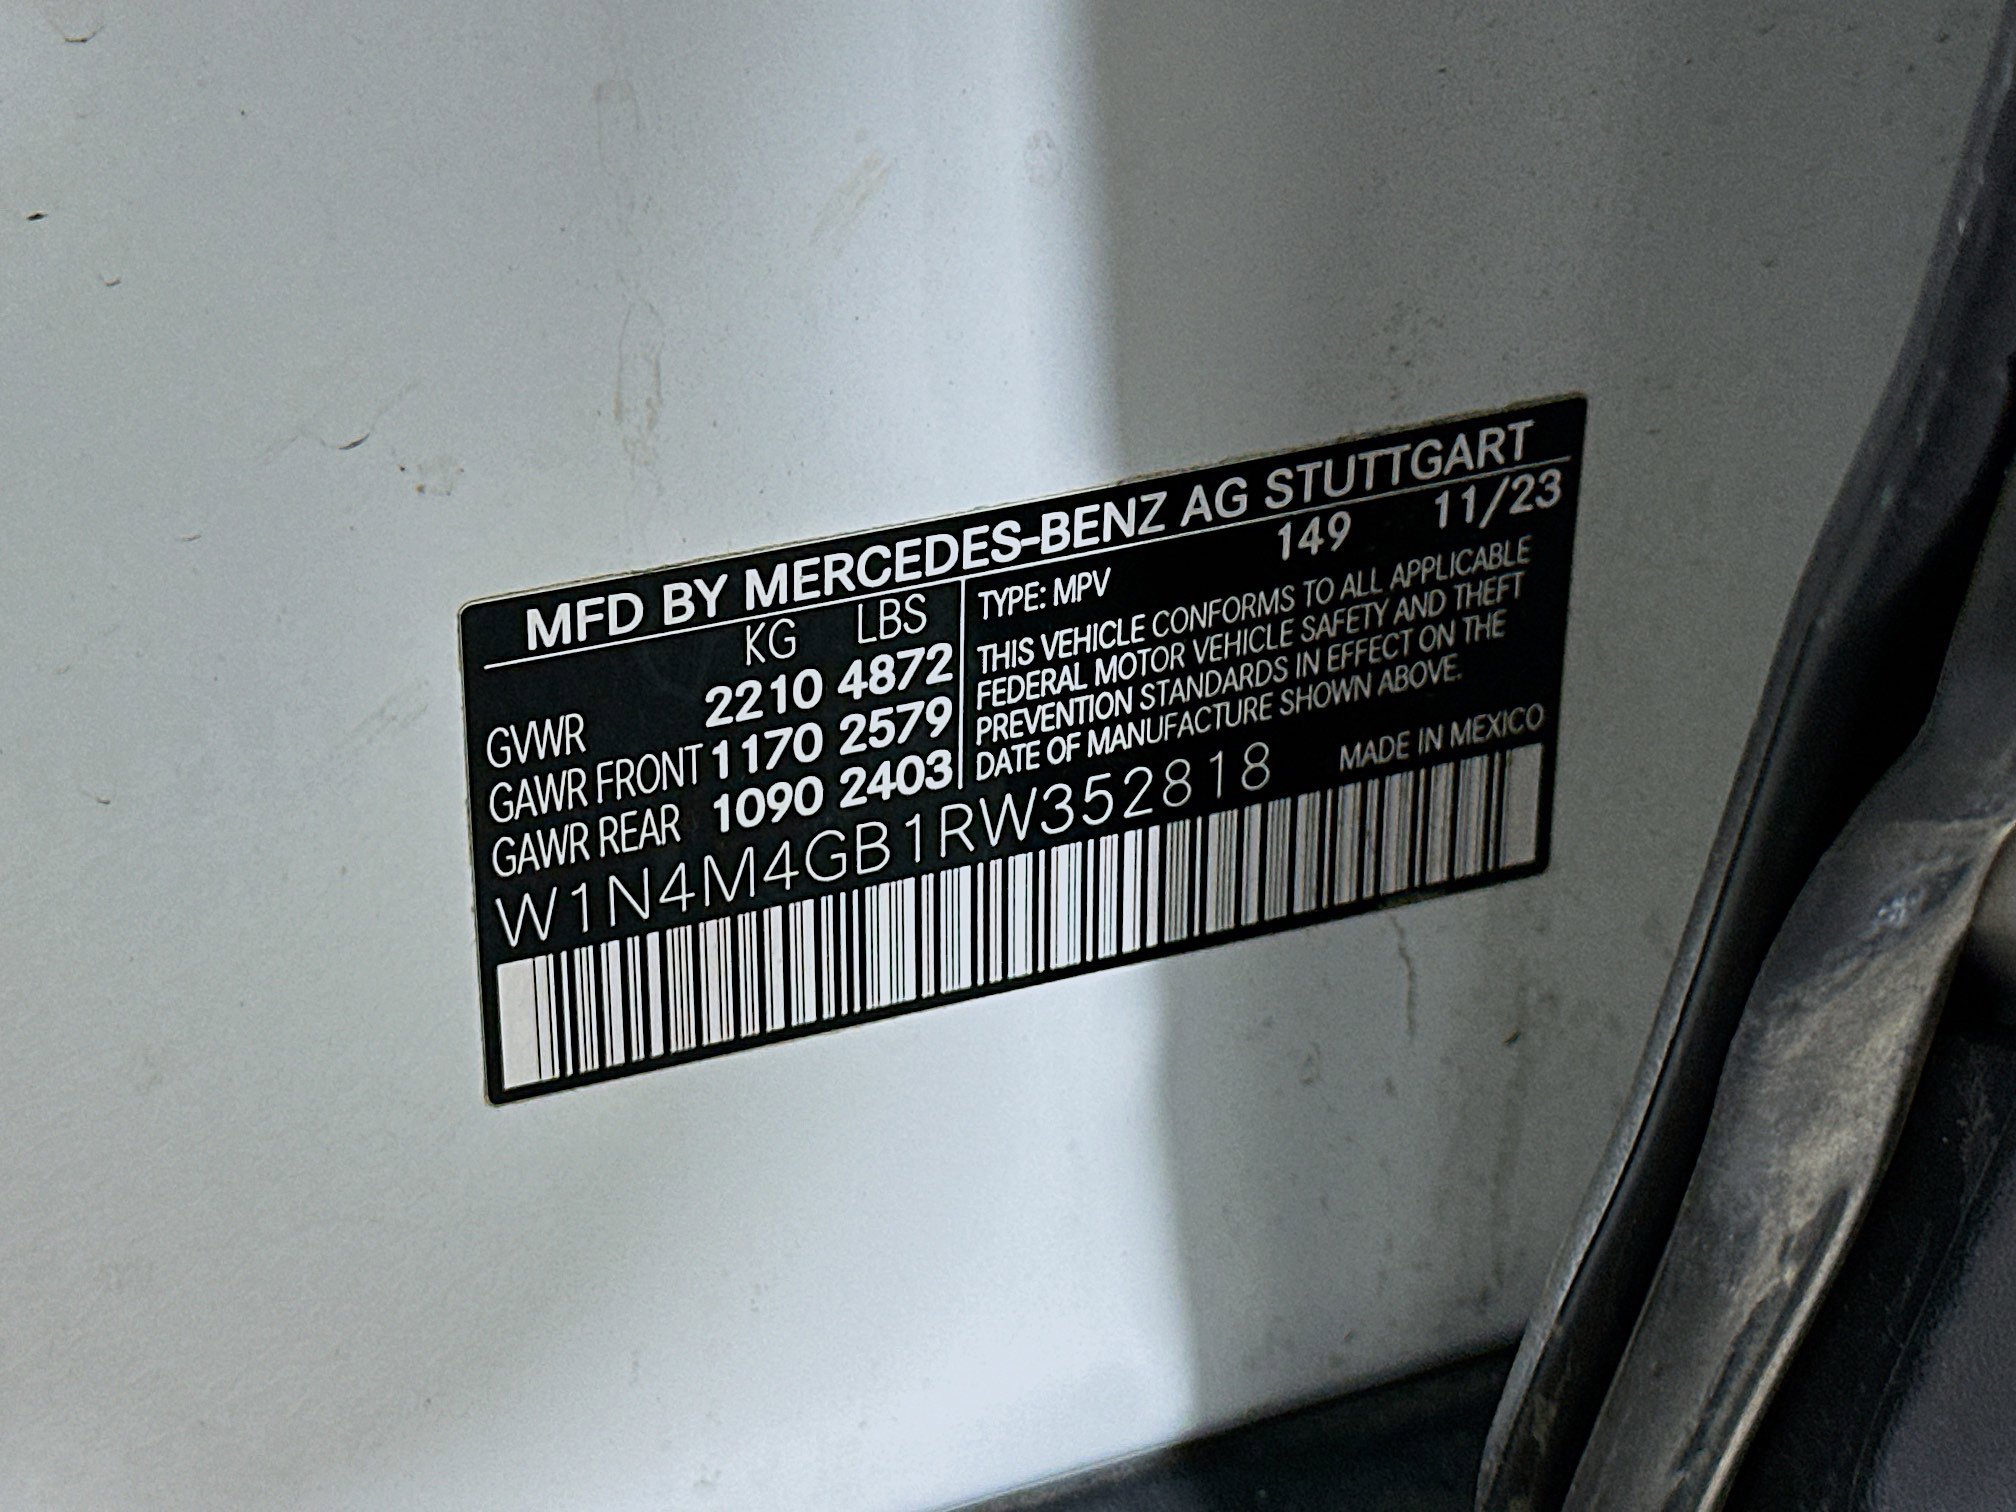 MFD BY MERCEDES-BENZ AG STUTTGART
KG LBS
GVWR 2210 4872
GAWR FRONT 1170 2579
GAWR REAR 1090 2403
TYPE: MPV 149 11/23
THIS VEHICLE CONFORMS TO ALL APPLICABLE
FEDERAL MOTOR VEHICLE SAFETY AND THEFT
PREVENTION STANDARDS IN EFFECT ON THE
DATE OF MANUFACTURE SHOWN ABOVE.
W1N4M4GB1RW352818
MADE IN MEXICO